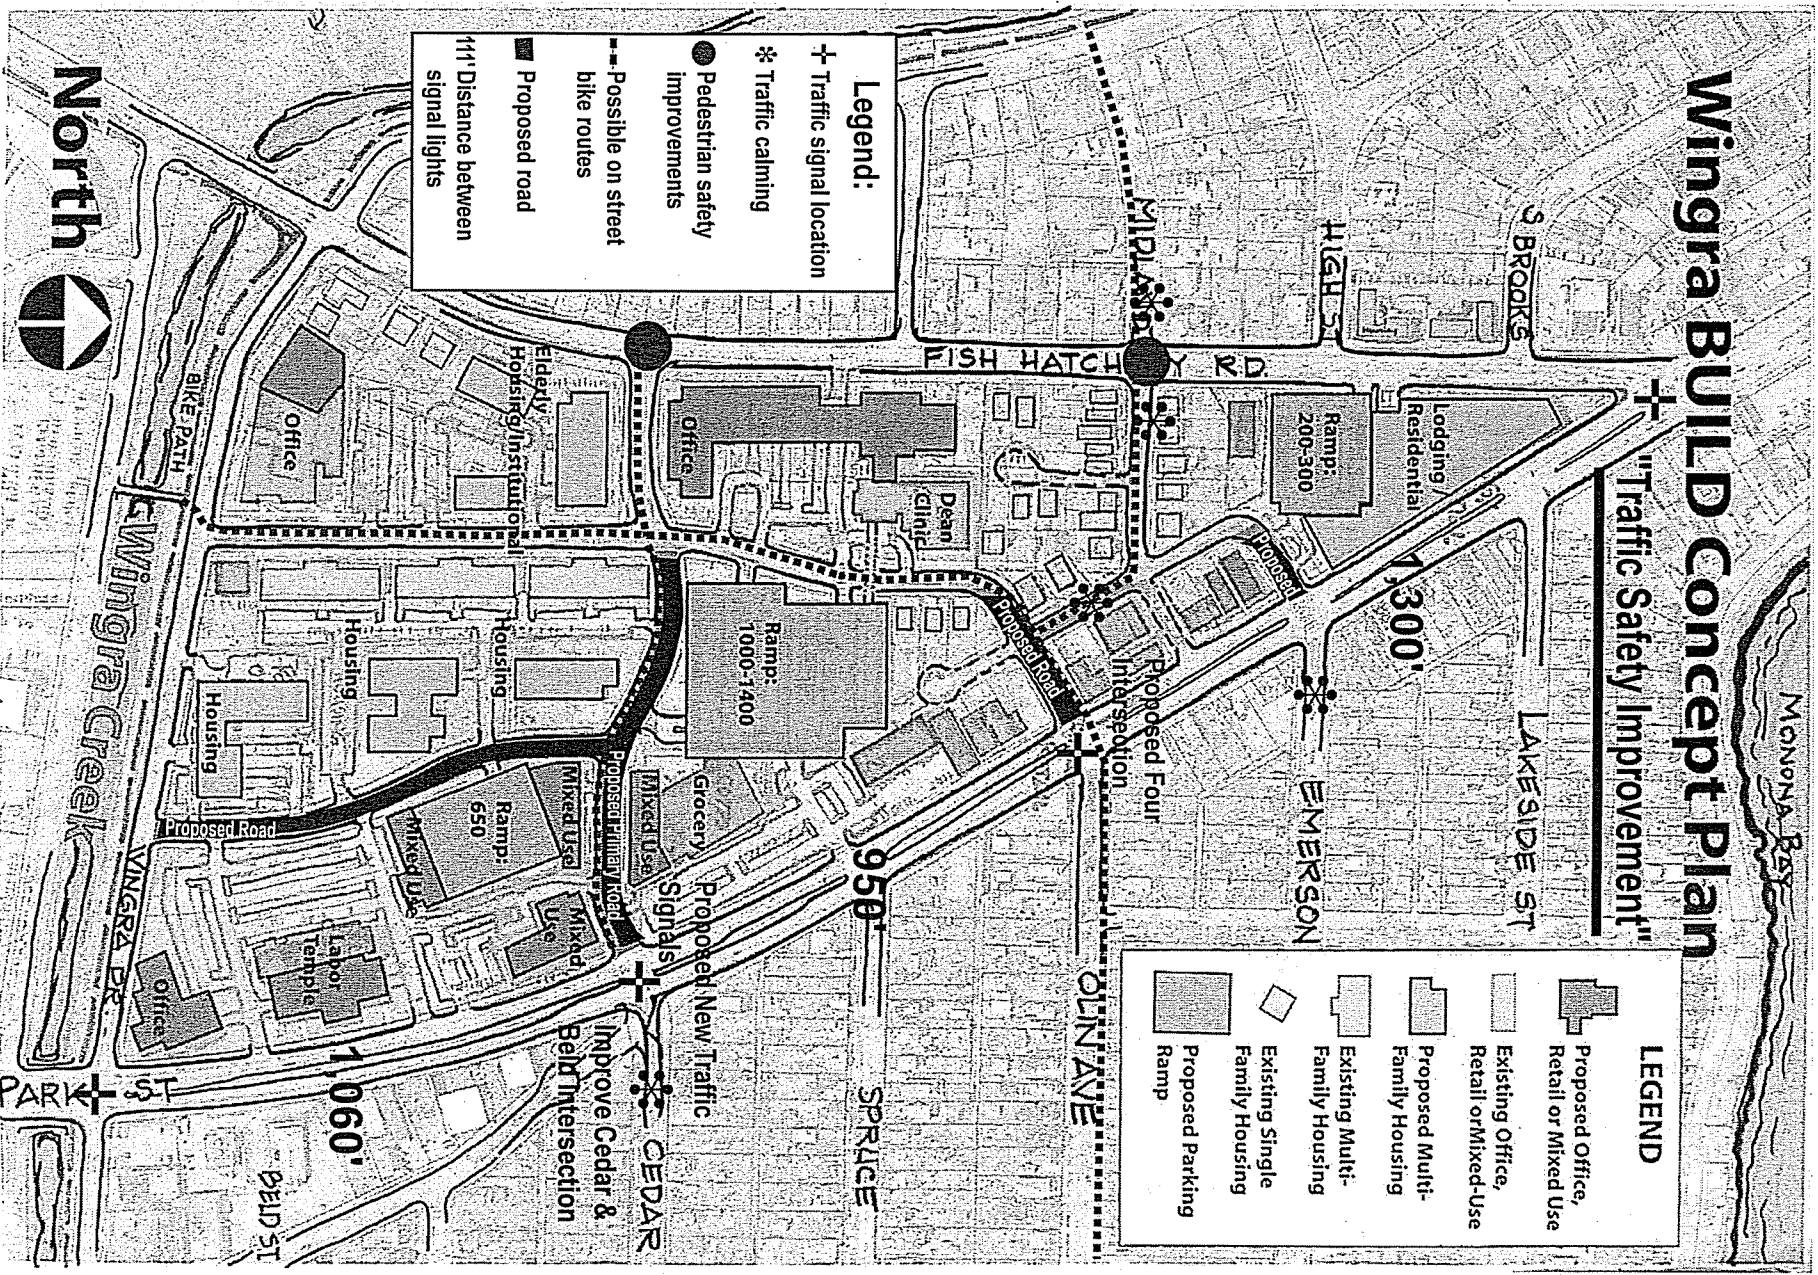 Wingra BUILD Concept Plan
"Traffic Safety Improvement"
Legend:
Traffic signal location
Traffic calming
Pedestrian safety
improvements
Possible on street
bike routes
Proposed road
111' Distance between
signal lights
North
MONONA BAY
S BROOKS
HIGH ST
FISH HATCH Y RD
LAKESIDE ST
EMERSON
OLIN AVE
SPRUCE
CEDAR
BELD ST
PARK ST
WINGRA DR
Wingra Creek
BIKE PATH
1,300'
950'
1,060'
Lodging/
Residential
Ramp:
200-300
Proposed
Proposed Four
Intersection
Proposed Road
Dean
Clinic
Office
Elderly
Housing/Institutional
Office
Ramp:
1000-1400
Grocery
Mixed Use
Proposed Primary Road
Mixed Use
Ramp:
650
Mixed Use
Mixed
Use
Proposed New Traffic
Signals
Improve Cedar &
Beld Intersection
Housing
Housing
Housing
Proposed Road
Labor
Temple
Office
LEGEND
Proposed Office,
Retail or Mixed Use
Existing Office,
Retail orMixed-Use
Proposed Multi-
Family Housing
Existing Multi-
Family Housing
Existing Single
Family Housing
Proposed Parking
Ramp